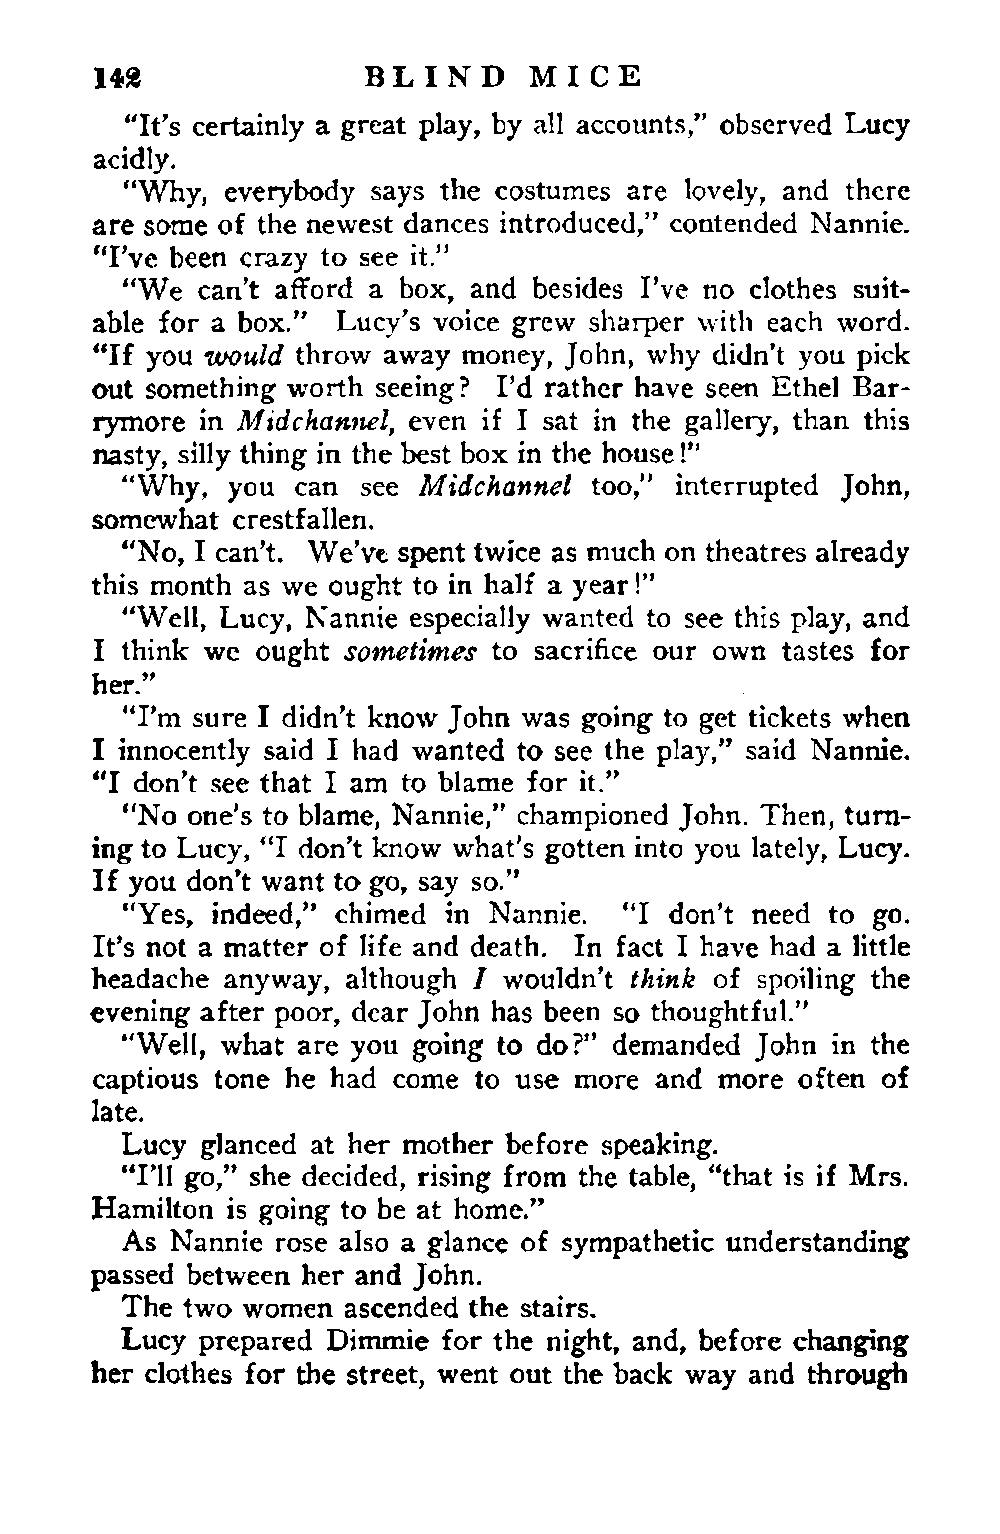 142 BLIND MICE
“It’s certainly a great play, by all accounts,” observed Lucy
acidly.
“Why, everybody says the costumes are lovely, and there
are some of the newest dances introduced,” contended Nannie.
“I’ve been crazy to see it.”
“We can’t afford a box, and besides I’ve no clothes suit-
able for a box.” Lucy’s voice grew sharper with each word.
“If you would throw away money, John, why didn’t you pick
out something worth seeing? I’d rather have seen Ethel Bar-
rymore in Midchannel, even if I sat in the gallery, than this
nasty, silly thing in the best box in the house!”
“Why, you can see Midchannel too,” interrupted John,
somewhat crestfallen.
“No, I can’t. We’ve spent twice as much on theatres already
this month as we ought to in half a year!”
“Well, Lucy, Nannie especially wanted to see this play, and
I think we ought sometimes to sacrifice our own tastes for
her.”
“I’m sure I didn’t know John was going to get tickets when
I innocently said I had wanted to see the play,” said Nannie.
“I don’t see that I am to blame for it.”
“No one’s to blame, Nannie,” championed John. Then, turn-
ing to Lucy, “I don’t know what’s gotten into you lately, Lucy.
If you don’t want to go, say so.”
“Yes, indeed,” chimed in Nannie. “I don’t need to go.
It’s not a matter of life and death. In fact I have had a little
headache anyway, although I wouldn’t think of spoiling the
evening after poor, dear John has been so thoughtful.”
“Well, what are you going to do?” demanded John in the
captious tone he had come to use more and more often of
late.
Lucy glanced at her mother before speaking.
“I’ll go,” she decided, rising from the table, “that is if Mrs.
Hamilton is going to be at home.”
As Nannie rose also a glance of sympathetic understanding
passed between her and John.
The two women ascended the stairs.
Lucy prepared Dimmie for the night, and, before changing
her clothes for the street, went out the back way and through